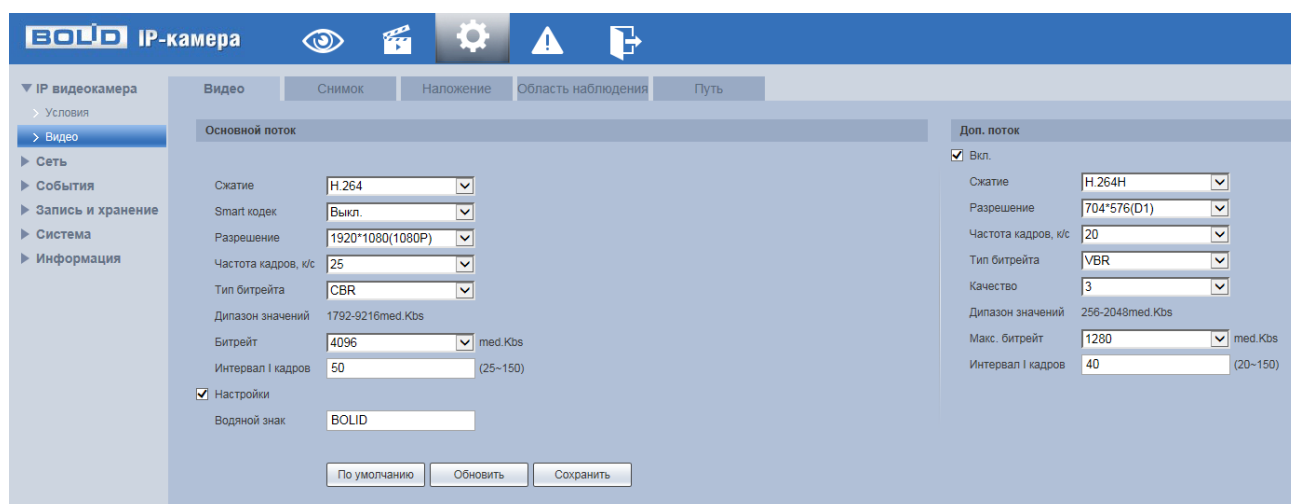 BOLID IP-камера
IP видеокамера
Условия
Видео
Сеть
События
Запись и хранение
Система
Информация
Видео Снимок Наложение Область наблюдения Путь
Основной поток
Сжатие H.264
Smart кодек Выкл.
Разрешение 1920*1080(1080P)
Частота кадров, к/с 25
Тип битрейта CBR
Дипазон значений 1792-9216med.Kbs
Битрейт 4096 med.Kbs
Интервал I кадров 50 (25~150)
Настройки
Водяной знак BOLID
По умолчанию Обновить Сохранить
Доп. поток
Вкл.
Сжатие H.264H
Разрешение 704*576(D1)
Частота кадров, к/с 20
Тип битрейта VBR
Качество 3
Дипазон значений 256-2048med.Kbs
Макс. битрейт 1280 med.Kbs
Интервал I кадров 40 (20~150)